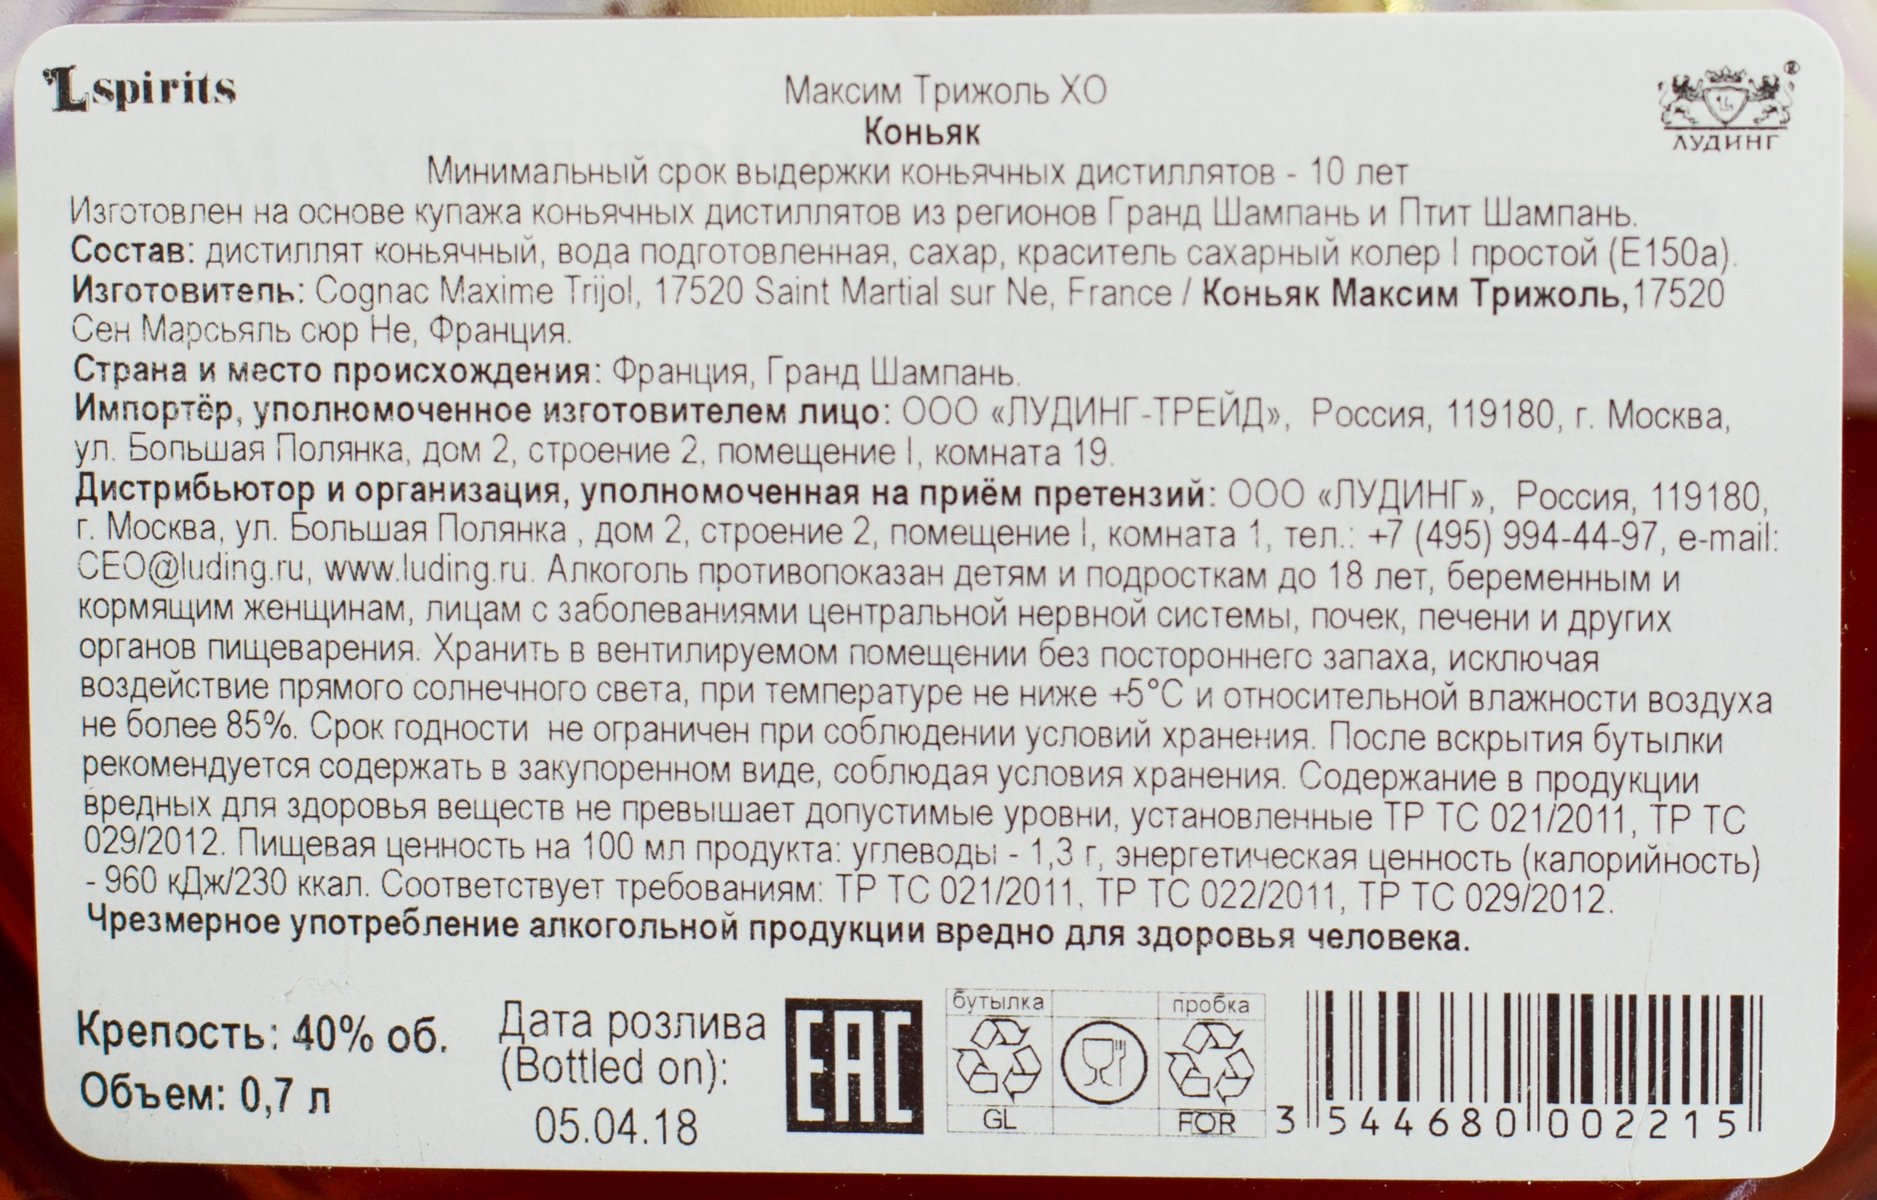 L spirits
Максим Трижоль ХО
ЛУДИНГ
Коньяк
Минимальный срок выдержки коньячных дистиллятов - 10 лет
Изготовлен на основе купажа коньячных дистиллятов из регионов Гранд Шампань и Птит Шампань.
Состав: дистиллят коньячный, вода подготовленная, сахар, краситель сахарный колер I простой (Е150а).
Изготовитель: Cognac Maxime Trijol, 17520 Saint Martial sur Ne, France / Коньяк Максим Трижоль,17520
Сен Марсьяль сюр Не, Франция.
Страна и место происхождения: Франция, Гранд Шампань.
Импортёр, уполномоченное изготовителем лицо: ООО «ЛУДИНГ-ТРЕЙД», Россия, 119180, г. Москва,
ул. Большая Полянка, дом 2, строение 2, помещение I, комната 19.
Дистрибьютор и организация, уполномоченная на приём претензий: ООО «ЛУДИНГ», Россия, 119180,
г. Москва, ул. Большая Полянка , дом 2, строение 2, помещение I, комната 1, тел.: +7 (495) 994-44-97, e-mail:
CEO@luding.ru, www.luding.ru. Алкоголь противопоказан детям и подросткам до 18 лет, беременным и
кормящим женщинам, лицам с заболеваниями центральной нервной системы, почек, печени и других
органов пищеварения. Хранить в вентилируемом помещении без постороннего запаха, исключая
воздействие прямого солнечного света, при температуре не ниже +5°С и относительной влажности воздуха
не более 85%. Срок годности не ограничен при соблюдении условий хранения. После вскрытия бутылки
рекомендуется содержать в закупоренном виде, соблюдая условия хранения. Содержание в продукции
вредных для здоровья веществ не превышает допустимые уровни, установленные ТР ТС 021/2011, ТР ТС
029/2012. Пищевая ценность на 100 мл продукта: углеводы - 1,3 г, энергетическая ценность (калорийность)
- 960 кДж/230 ккал. Соответствует требованиям: ТР ТС 021/2011, ТР ТС 022/2011, ТР ТС 029/2012.
Чрезмерное употребление алкогольной продукции вредно для здоровья человека.
Крепость: 40% об.
Объем: 0,7 л
Дата розлива
(Bottled on):
05.04.18
EAC
бутылка
GL
пробка
FOR
3 544680 002215